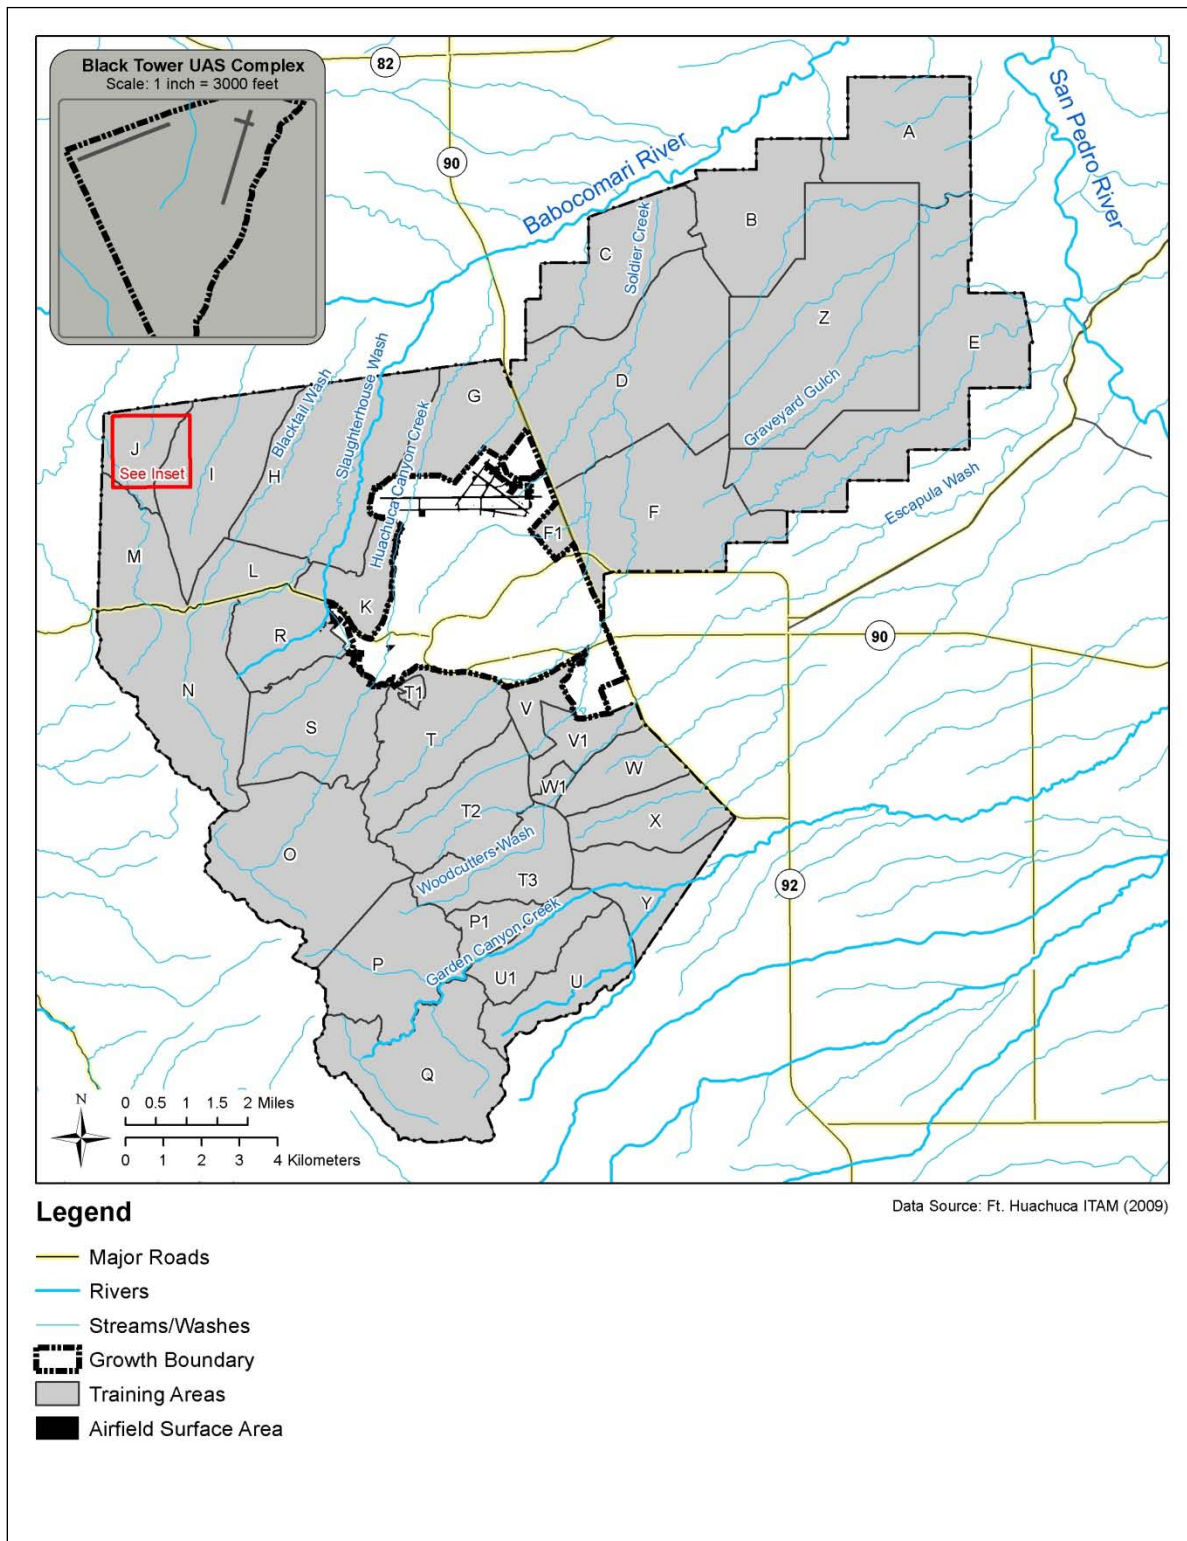 Black Tower UAS Complex
Scale: 1 inch = 3000 feet
82
90
Babocomari River
San Pedro River
A
B
C
Soldier Creek
Z
E
D
Graveyard Gulch
G
Blacktail Wash
Slaughterhouse Wash
Huachuca Canyon Creek
J
See Inset
I
H
Escapula Wash
F
F1
M
L
K
R
90
N
T1
S
T
V
V1
W
W1
T2
X
O
Woodcutters Wash
T3
92
Y
P1
Garden Canyon Creek
P
U1
U
Q
N
0 0.5 1 1.5 2 Miles
0 1 2 3 4 Kilometers
Data Source: Ft. Huachuca ITAM (2009)
Legend
Major Roads
Rivers
Streams/Washes
Growth Boundary
Training Areas
Airfield Surface Area